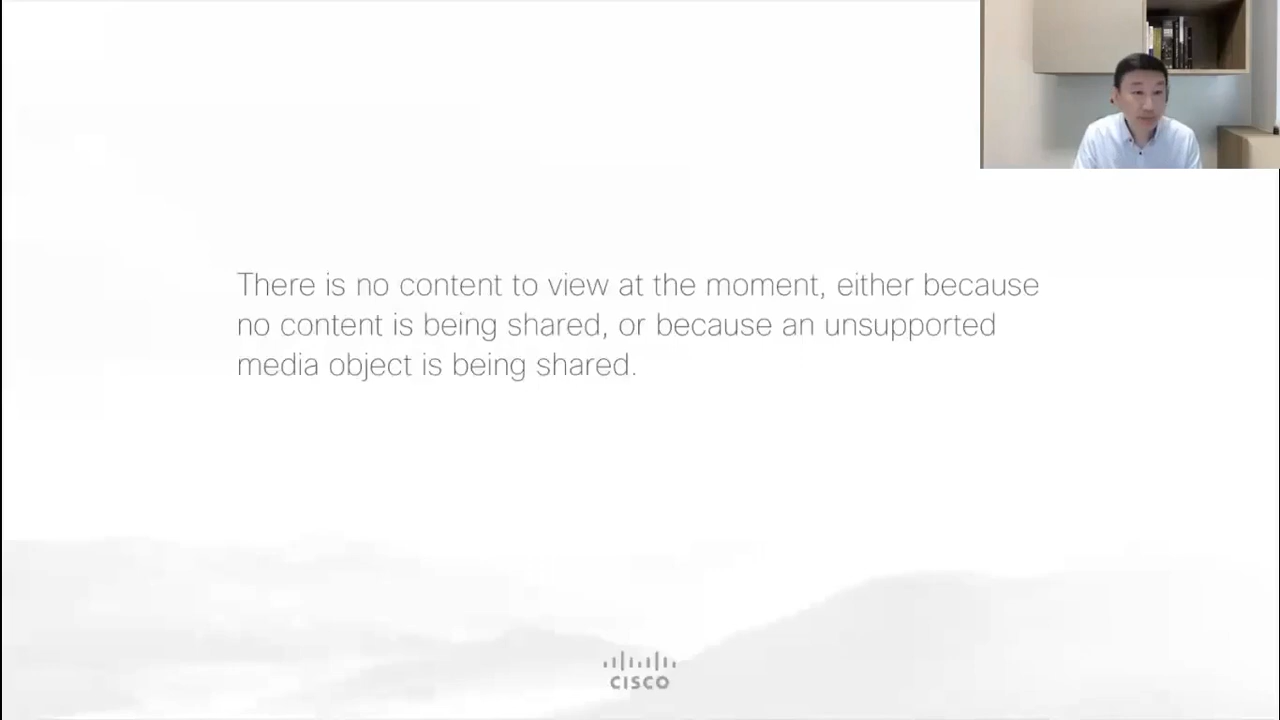 There is no content to view at the moment, either because
no content is being shared, or because an unsupported
media object is being shared.
CISCO